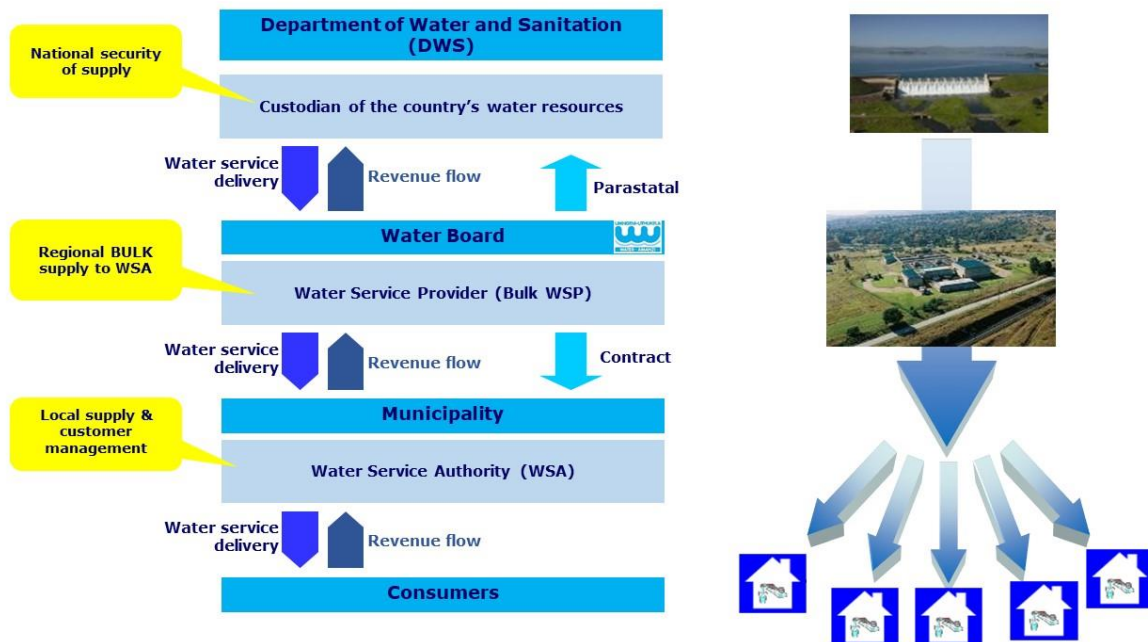 Department of Water and Sanitation
(DWS)
National security
of supply
Custodian of the country's water resources
Water service
delivery
Revenue flow
Parastatal
Water Board
Regional BULK
supply to WSA
Water Service Provider (Bulk WSP)
Water service
delivery
Revenue flow
Contract
Municipality
Local supply &
customer
management
Water Service Authority (WSA)
Water service
delivery
Revenue flow
Consumers